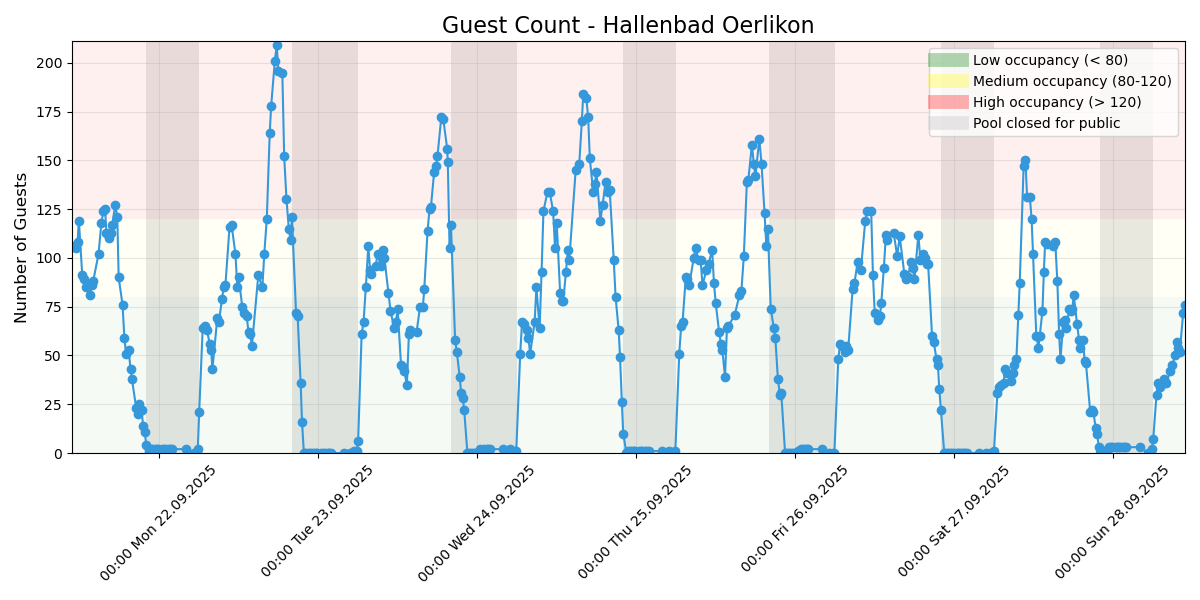 Guest Count - Hallenbad Oerlikon
Number of Guests
200
175
150
125
100
75
50
25
0
Low occupancy (< 80)
Medium occupancy (80-120)
High occupancy (> 120)
Pool closed for public
00:00 Mon 22.09.2025
00:00 Tue 23.09.2025
00:00 Wed 24.09.2025
00:00 Thu 25.09.2025
00:00 Fri 26.09.2025
00:00 Sat 27.09.2025
00:00 Sun 28.09.2025